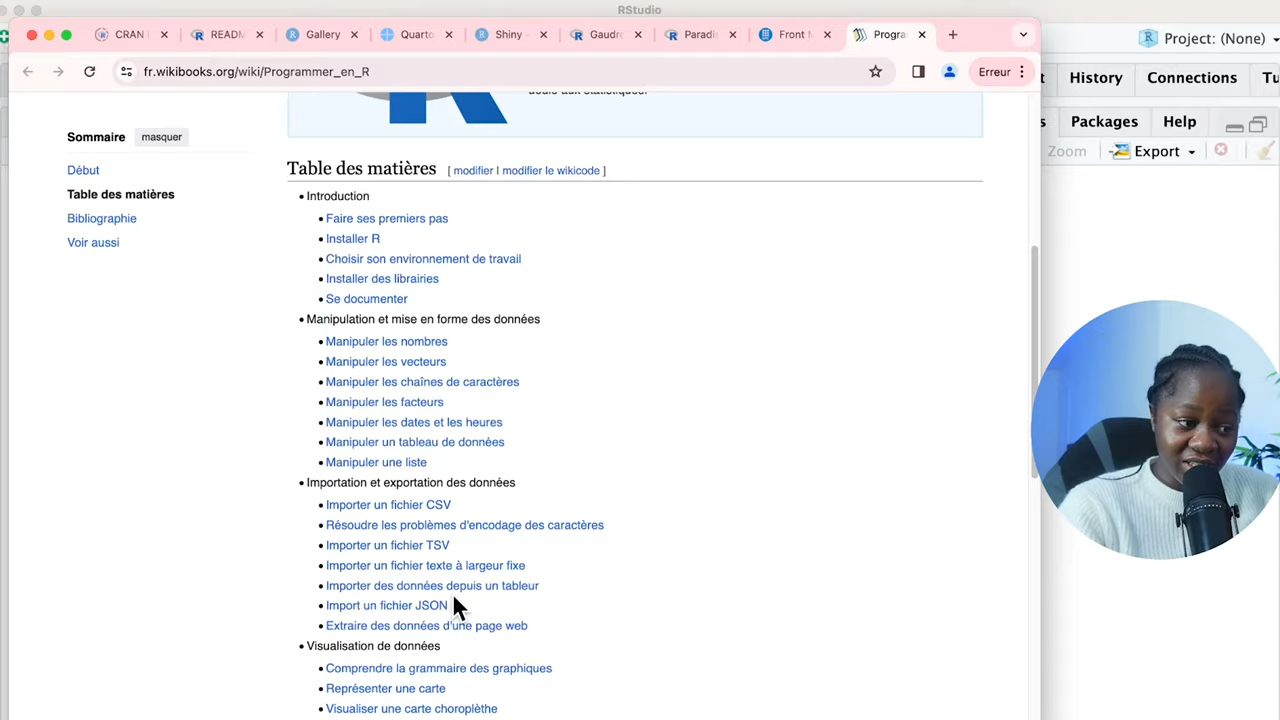 RStudio
CRAN
READM
Gallery
Quarto
Shiny
Gaudr
Paradi
Front M
Progra
Project: (None)
fr.wikibooks.org/wiki/Programmer_en_R
Erreur
History
Connections
Tu
Packages
Help
Zoom
Export
Sommaire
masquer
Début
Table des matières
Bibliographie
Voir aussi
Table des matières [ modifier | modifier le wikicode ]
Introduction
Faire ses premiers pas
Installer R
Choisir son environnement de travail
Installer des librairies
Se documenter
Manipulation et mise en forme des données
Manipuler les nombres
Manipuler les vecteurs
Manipuler les chaînes de caractères
Manipuler les facteurs
Manipuler les dates et les heures
Manipuler un tableau de données
Manipuler une liste
Importation et exportation des données
Importer un fichier CSV
Résoudre les problèmes d'encodage des caractères
Importer un fichier TSV
Importer un fichier texte à largeur fixe
Importer des données depuis un tableur
Import un fichier JSON
Extraire des données d'une page web
Visualisation de données
Comprendre la grammaire des graphiques
Représenter une carte
Visualiser une carte choroplèthe